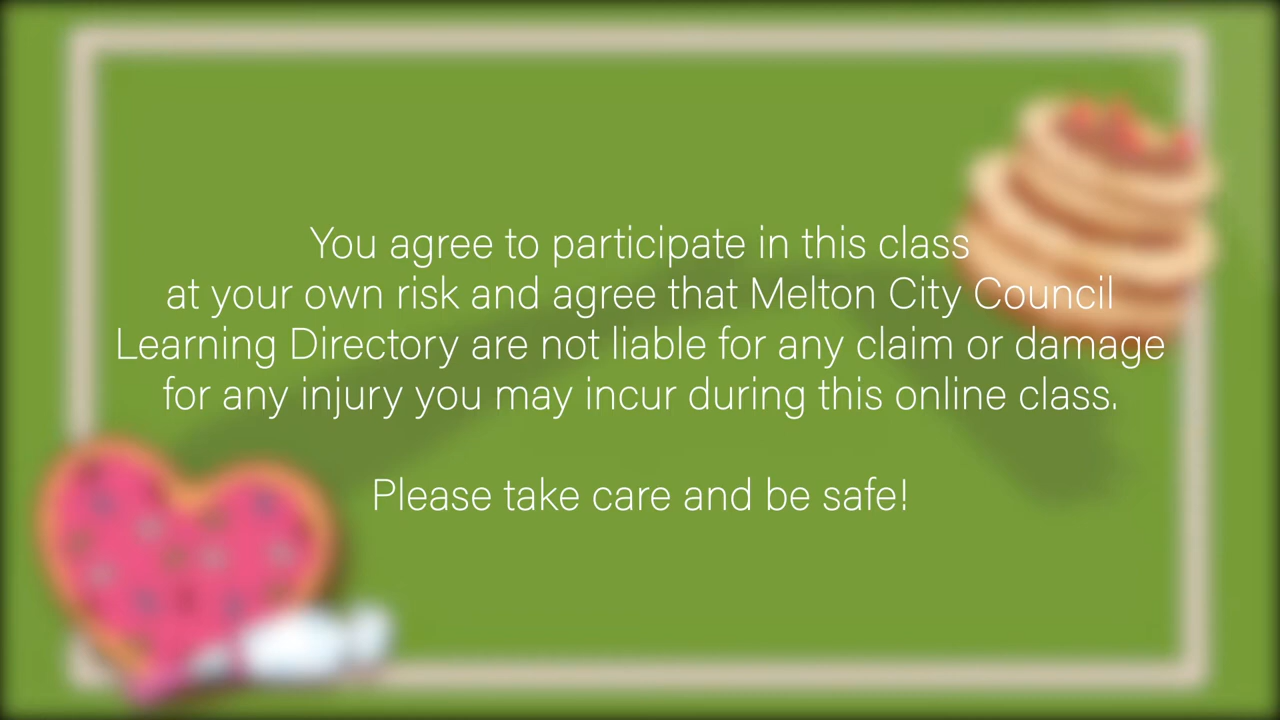 You agree to participate in this class
at your own risk and agree that Melton City Council
Learning Directory are not liable for any claim or damage
for any injury you may incur during this online class.
Please take care and be safe!